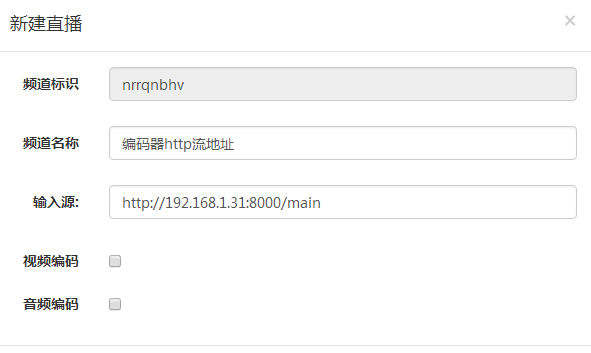 新建直播
×
频道标识 nrrqnbhv
频道名称 编码器http流地址
输入源: http://192.168.1.31:8000/main
视频编码
音频编码